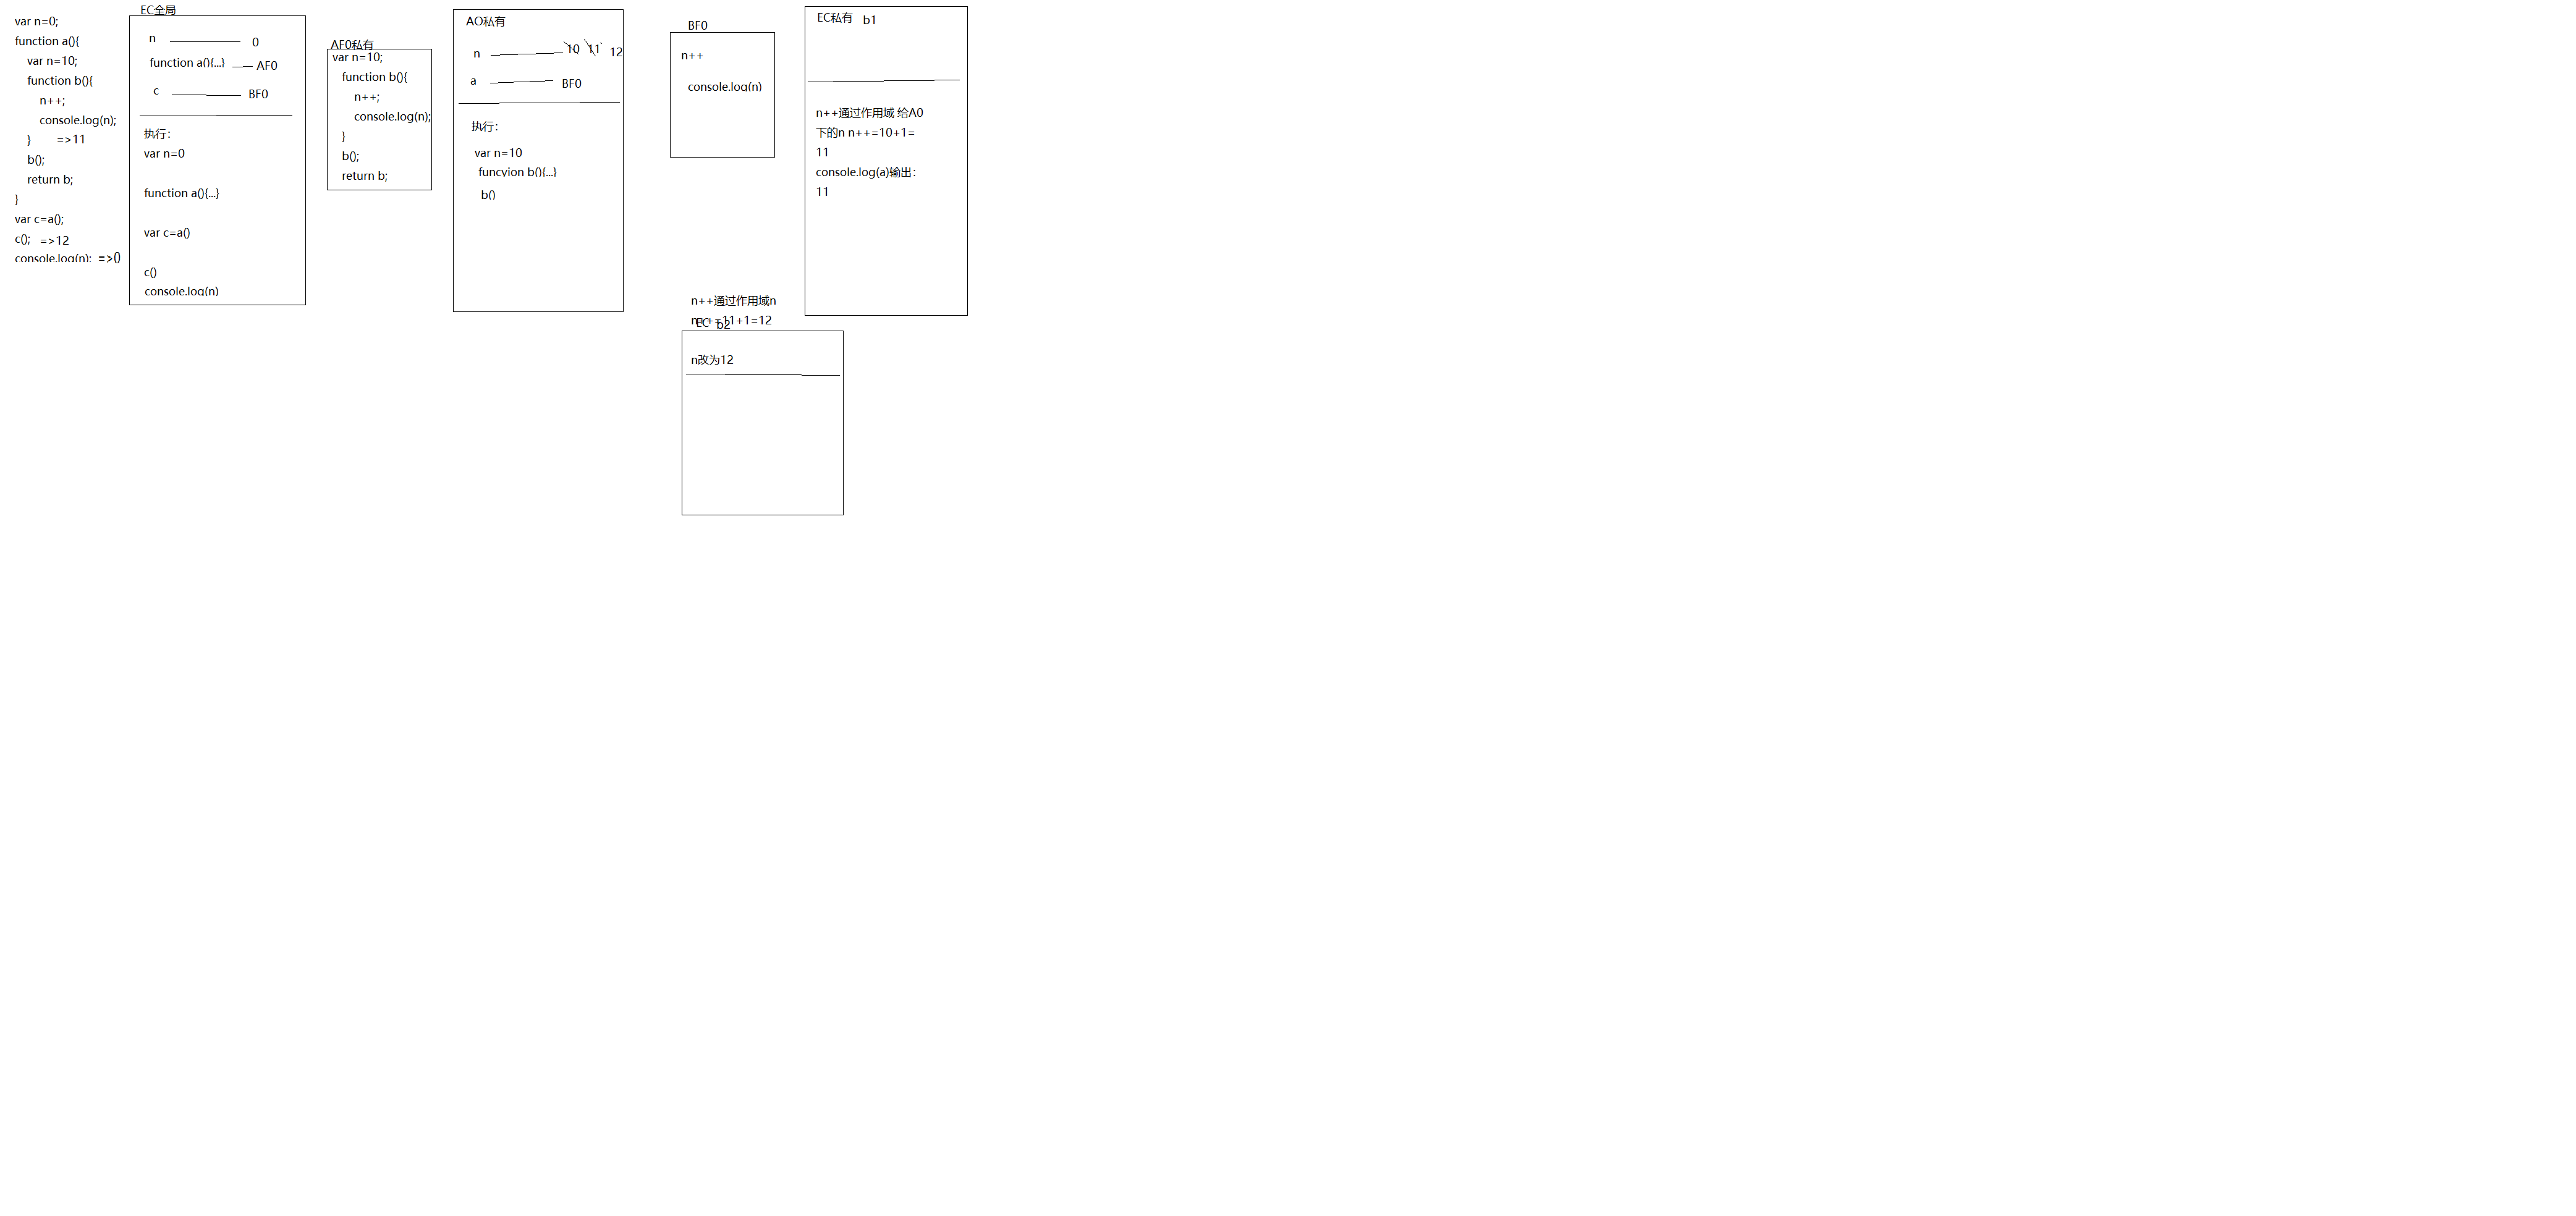 var n=0;
function a(){
var n=10;
function b(){
n++;
console.log(n);
} =>11
b();
return b;
}
var c=a();
c(); =>12
console.log(n); =>0
EC全局
n 0
function a(){...} AF0
c BF0
执行：
var n=0
function a(){...}
var c=a()
c()
console.log(n)
AF0私有
var n=10;
function b(){
n++;
console.log(n);
}
b();
return b;
AO私有
n 10 11 12
a BF0
执行：
var n=10
funcyion b(){...}
b()
BF0
n++
console.log(n)
EC私有 b1
n++通过作用域 给A0
下的n n++=10+1=
11
console.log(a)输出：
11
n++通过作用域n
n++=11+1=12
EC b2
n改为12